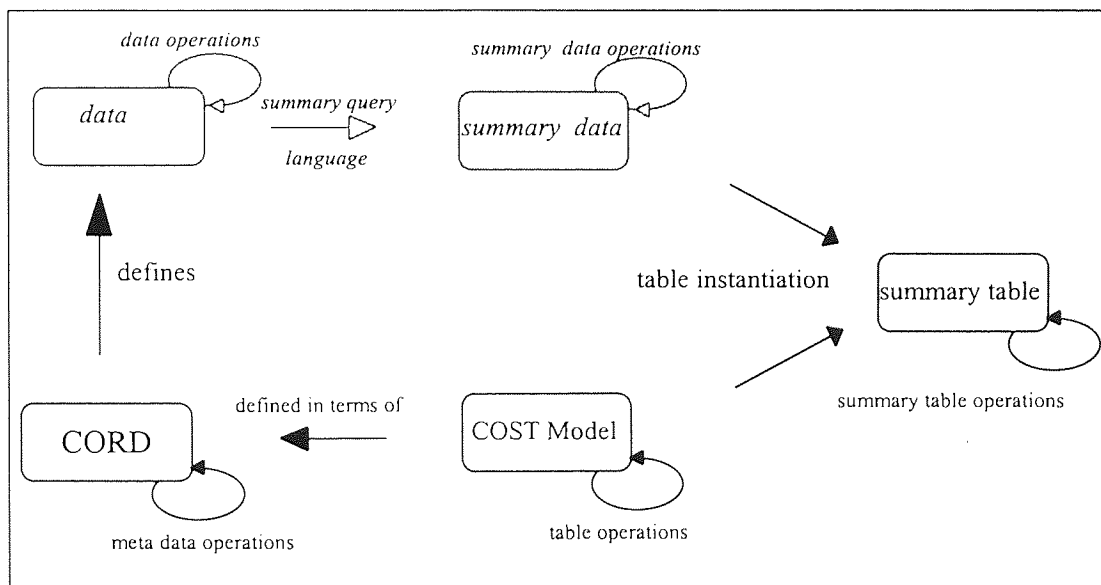 data operations
summary data operations
data
summary query
language
summary data
defines
table instantiation
summary table
summary table operations
defined in terms of
CORD
COST Model
meta data operations
table operations